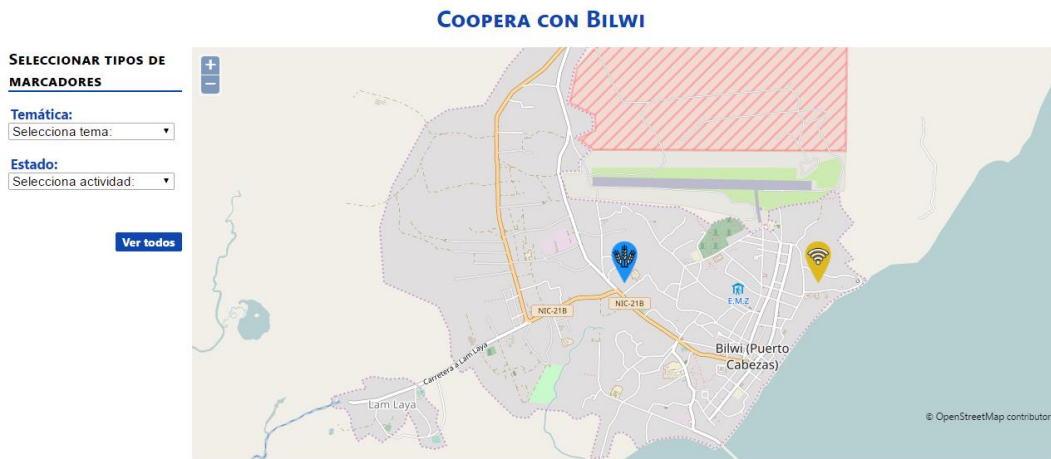 Coopera con Bilwi
Seleccionar tipos de
marcadores
Temática:
Selecciona tema:
Estado:
Selecciona actividad:
Ver todos
+
−
NIC-21B
NIC-21B
E.M.Z
Bilwi (Puerto
Cabezas)
Carretera a Lam Laya
Lam Laya
© OpenStreetMap contributor